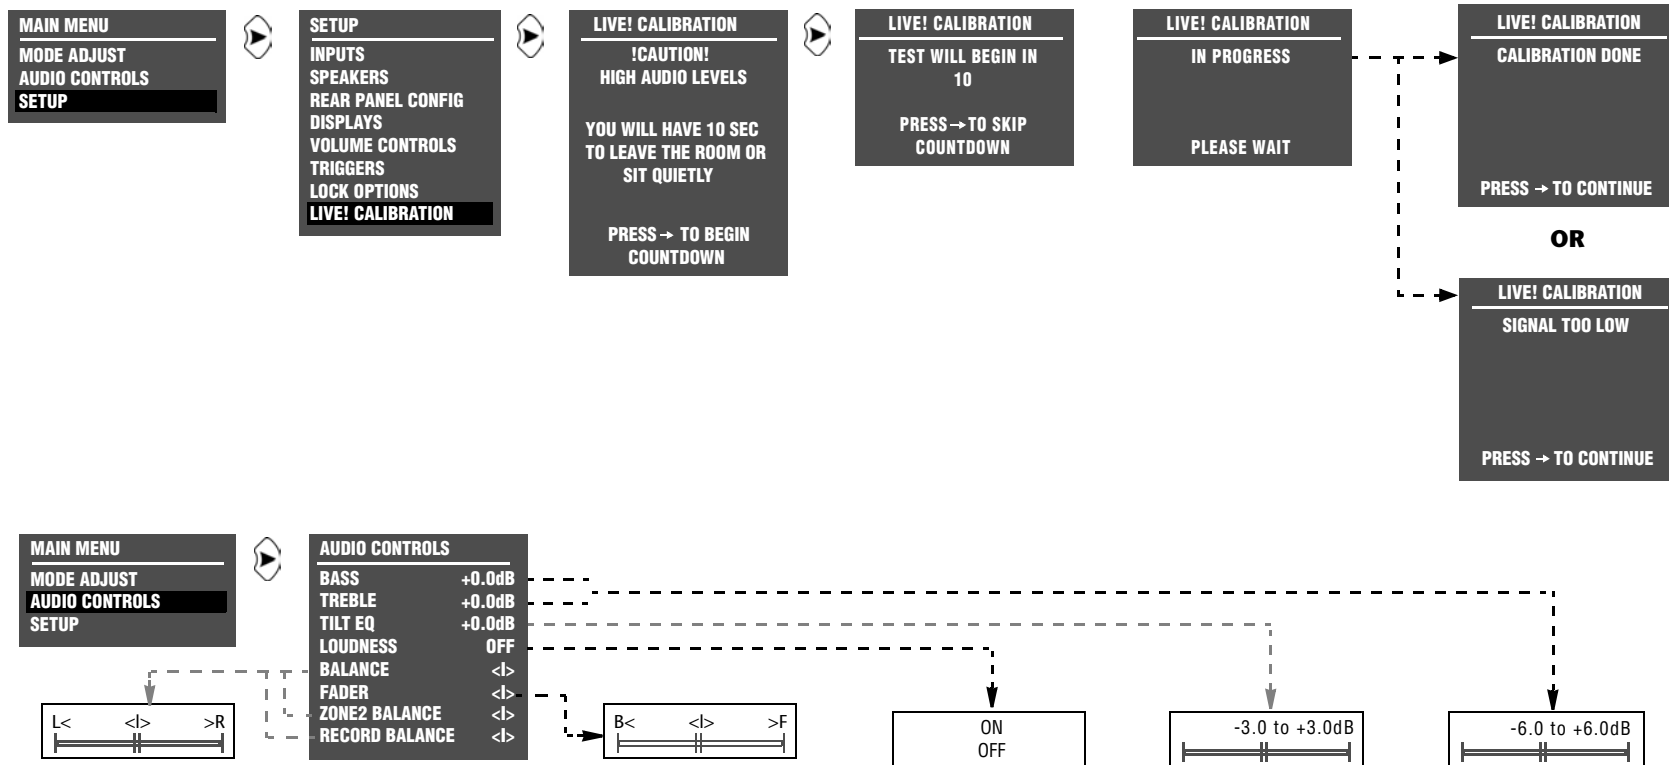 MAIN MENU
MODE ADJUST
AUDIO CONTROLS
SETUP
SETUP
INPUTS
SPEAKERS
REAR PANEL CONFIG
DISPLAYS
VOLUME CONTROLS
TRIGGERS
LOCK OPTIONS
LIVE! CALIBRATION
LIVE! CALIBRATION
!CAUTION!
HIGH AUDIO LEVELS
YOU WILL HAVE 10 SEC
TO LEAVE THE ROOM OR
SIT QUIETLY
PRESS → TO BEGIN
COUNTDOWN
LIVE! CALIBRATION
TEST WILL BEGIN IN
10
PRESS → TO SKIP
COUNTDOWN
LIVE! CALIBRATION
IN PROGRESS
PLEASE WAIT
LIVE! CALIBRATION
CALIBRATION DONE
PRESS → TO CONTINUE
OR
LIVE! CALIBRATION
SIGNAL TOO LOW
PRESS → TO CONTINUE
MAIN MENU
MODE ADJUST
AUDIO CONTROLS
SETUP
AUDIO CONTROLS
BASS +0.0dB
TREBLE +0.0dB
TILT EQ +0.0dB
LOUDNESS OFF
BALANCE <I>
FADER <I>
ZONE2 BALANCE <I>
RECORD BALANCE <I>
L< <I> >R
B< <I> >F
ON
OFF
-3.0 to +3.0dB
-6.0 to +6.0dB